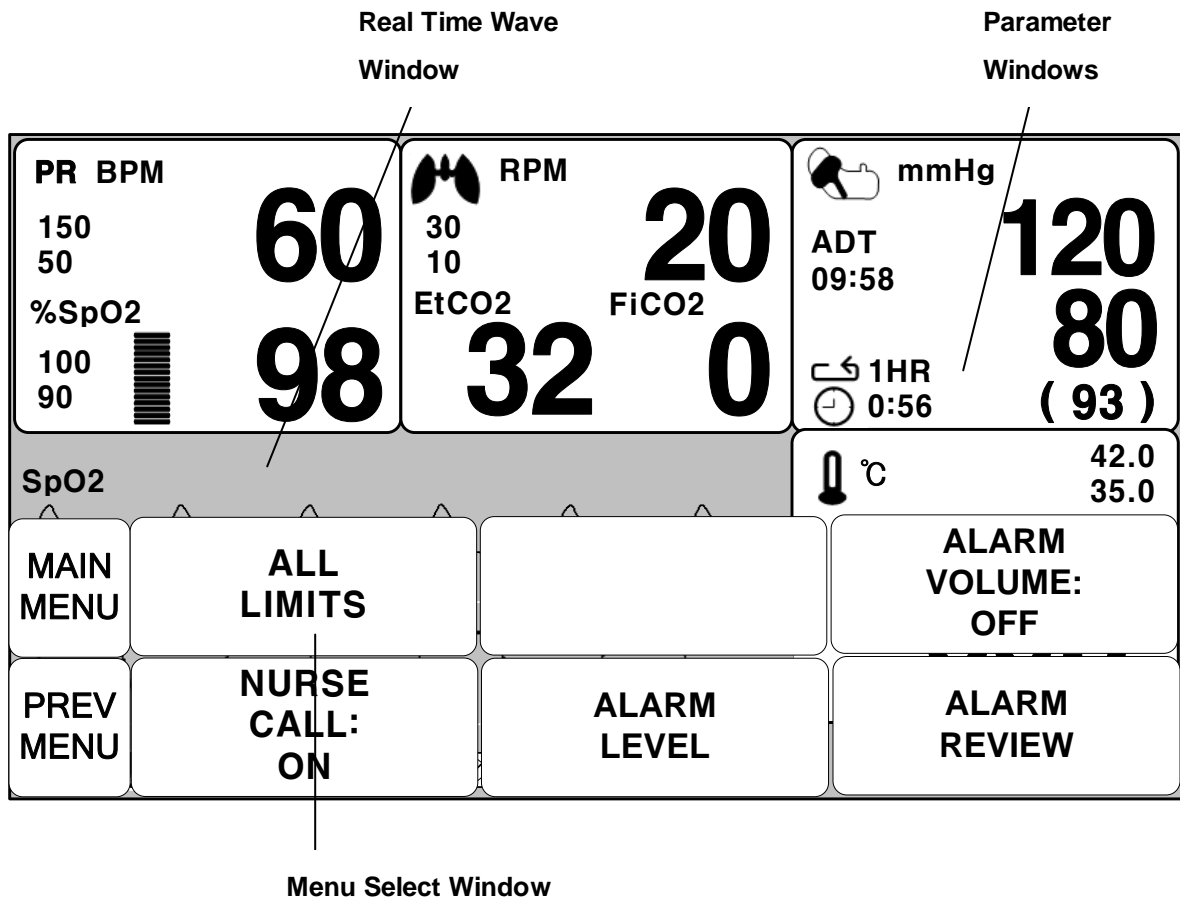 Real Time Wave
Window
Parameter
Windows
PR BPM
150
50
60
%SpO2
100
90
98
RPM
30
10
20
EtCO2
FiCO2
32
0
mmHg
ADT
09:58
120
80
1HR
0:56
( 93 )
SpO2
℃
42.0
35.0
MAIN
MENU
ALL
LIMITS
ALARM
VOLUME:
OFF
PREV
MENU
NURSE
CALL:
ON
ALARM
LEVEL
ALARM
REVIEW
Menu Select Window